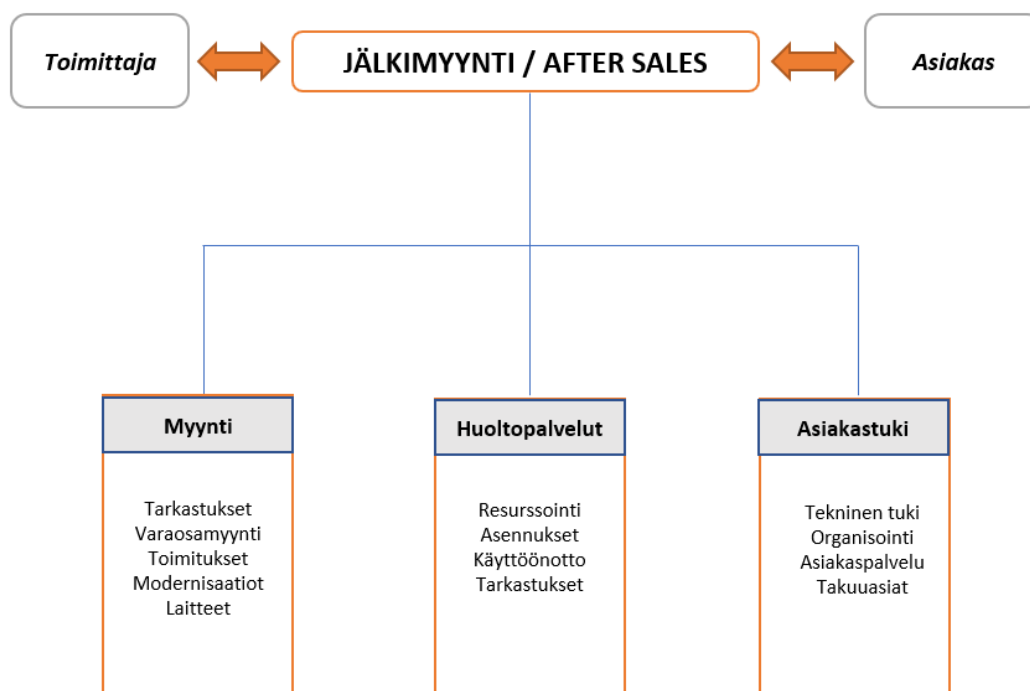 Toimittaja
JÄLKIMYYNTI / AFTER SALES
Asiakas
Myynti
Tarkastukset
Varaosamyynti
Toimitukset
Modernisaatiot
Laitteet
Huoltopalvelut
Resurssointi
Asennukset
Käyttöönotto
Tarkastukset
Asiakastuki
Tekninen tuki
Organisointi
Asiakaspalvelu
Takuuasiat